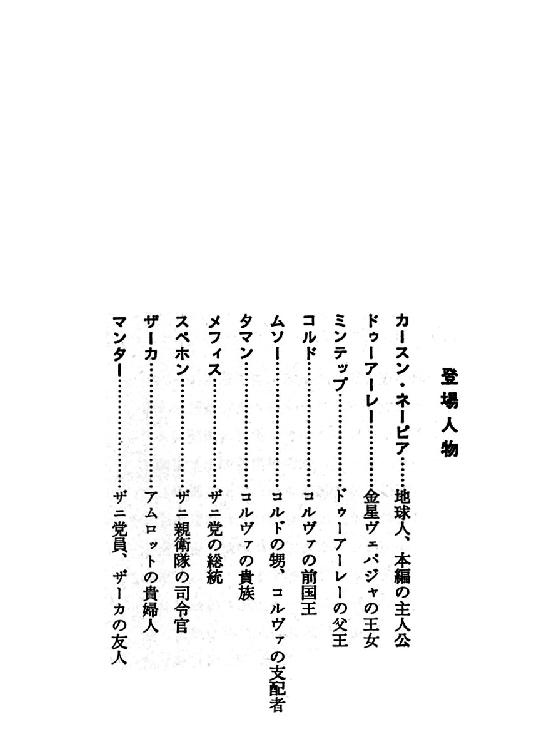 登場人物
カースン・ネーピア……地球人、本編の主人公
ドゥーアーレー…………金星ヴェパジャの王女
ミンテップ…………………ドゥーアーレーの父王
コルド………………………コルヴァの前国王
ムソー………………………コルドの甥、コルヴァの支配者
タマン………………………コルヴァの貴族
メフィス……………………ザニ党の総統
スペホン……………………ザニ親衛隊の司令官
ザーカ………………………アムロットの貴婦人
マンター……………………ザニ党員、ザーカの友人